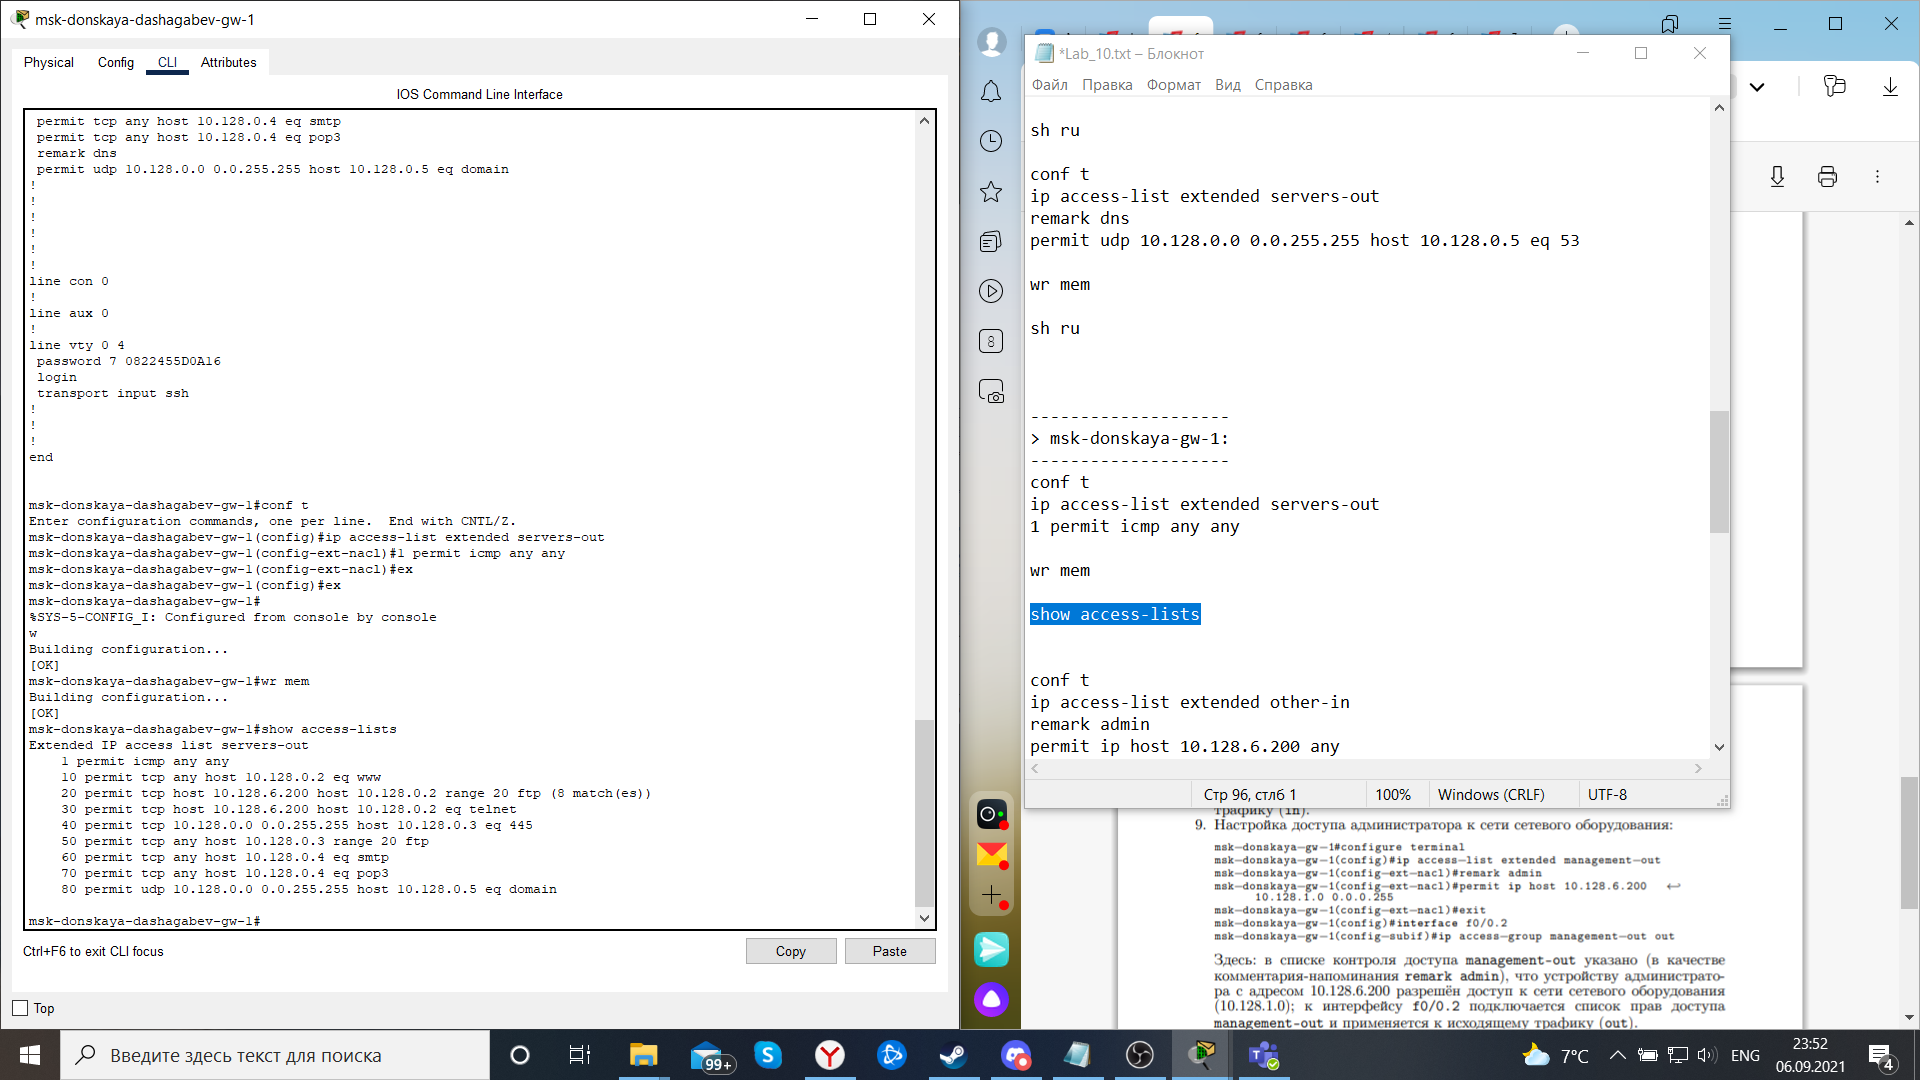 msk-donskaya-dashagabev-gw-1
Physical Config CLI Attributes
IOS Command Line Interface
permit tcp any host 10.128.0.4 eq smtp
permit tcp any host 10.128.0.4 eq pop3
remark dns
permit udp 10.128.0.0 0.0.255.255 host 10.128.0.5 eq domain
!
!
!
!
!
!
line con 0
!
line aux 0
!
line vty 0 4
password 7 0822455D0A16
login
transport input ssh
!
!
!
end
msk-donskaya-dashagabev-gw-1#conf t
Enter configuration commands, one per line.  End with CNTL/Z.
msk-donskaya-dashagabev-gw-1(config)#ip access-list extended servers-out
msk-donskaya-dashagabev-gw-1(config-ext-nacl)#1 permit icmp any any
msk-donskaya-dashagabev-gw-1(config-ext-nacl)#ex
msk-donskaya-dashagabev-gw-1(config)#ex
msk-donskaya-dashagabev-gw-1#
%SYS-5-CONFIG_I: Configured from console by console
w
Building configuration...
[OK]
msk-donskaya-dashagabev-gw-1#wr mem
Building configuration...
[OK]
msk-donskaya-dashagabev-gw-1#show access-lists
Extended IP access list servers-out
1 permit icmp any any
10 permit tcp any host 10.128.0.2 eq www
20 permit tcp host 10.128.6.200 host 10.128.0.2 range 20 ftp (8 match(es))
30 permit tcp host 10.128.6.200 host 10.128.0.2 eq telnet
40 permit tcp 10.128.0.0 0.0.255.255 host 10.128.0.3 eq 445
50 permit tcp any host 10.128.0.3 range 20 ftp
60 permit tcp any host 10.128.0.4 eq smtp
70 permit tcp any host 10.128.0.4 eq pop3
80 permit udp 10.128.0.0 0.0.255.255 host 10.128.0.5 eq domain
msk-donskaya-dashagabev-gw-1#
Ctrl+F6 to exit CLI focus
Copy
Paste
Top
8
*Lab_10.txt – Блокнот
Файл Правка Формат Вид Справка
sh ru
conf t
ip access-list extended servers-out
remark dns
permit udp 10.128.0.0 0.0.255.255 host 10.128.0.5 eq 53
wr mem
sh ru
--------------------
> msk-donskaya-gw-1:
--------------------
conf t
ip access-list extended servers-out
1 permit icmp any any
wr mem
show access-lists
conf t
ip access-list extended other-in
remark admin
permit ip host 10.128.6.200 any
Стр 96, стлб 1
100%
Windows (CRLF)
UTF-8
трафику (in).
9. Настройка доступа администратора к сети сетевого оборудования:
msk-donskaya-gw-1#configure terminal
msk-donskaya-gw-1(config)#ip access-list extended management-out
msk-donskaya-gw-1(config-ext-nacl)#remark admin
msk-donskaya-gw-1(config-ext-nacl)#permit ip host 10.128.6.200 ↩
10.128.1.0 0.0.0.255
msk-donskaya-gw-1(config-ext-nacl)#exit
msk-donskaya-gw-1(config)#interface f0/0.2
msk-donskaya-gw-1(config-subif)#ip access-group management-out out
Здесь: в списке контроля доступа management-out указано (в качестве
комментария-напоминания remark admin), что устройству администрато-
ра с адресом 10.128.6.200 разрешён доступ к сети сетевого оборудования
(10.128.1.0); к интерфейсу f0/0.2 подключается список прав доступа
management-out и применяется к исходящему трафику (out).
Введите здесь текст для поиска
99+
7°C
ENG
23:52
06.09.2021
4